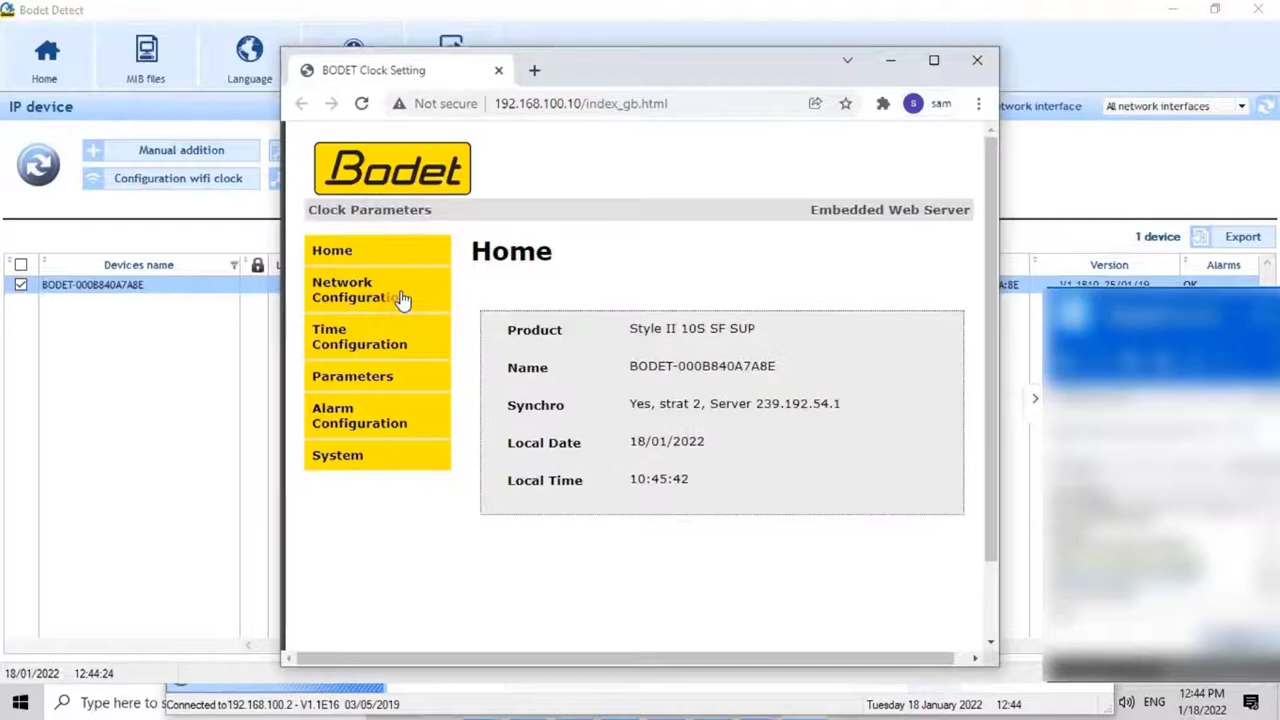 Bodet Detect
Home
MIB files
Language
BODET Clock Setting
Not secure
192.168.100.10/index_gb.html
sam
IP device
Network interface
All network interfaces
Manual addition
Configuration wifi clock
Bodet
Clock Parameters
Embedded Web Server
1 device
Export
Devices name
Version
Alarms
BODET-000B840A7A8E
Home
Network
Configuration
Time
Configuration
Parameters
Alarm
Configuration
System
Home
Product
Style II 10S SF SUP
Name
BODET-000B840A7A8E
Synchro
Yes, strat 2, Server 239.192.54.1
Local Date
18/01/2022
Local Time
10:45:42
18/01/2022 12:44:24
Type here to s
Connected to192.168.100.2 - V1.1E16 03/05/2019
Tuesday 18 January 2022 12:44
ENG
12:44 PM
1/18/2022